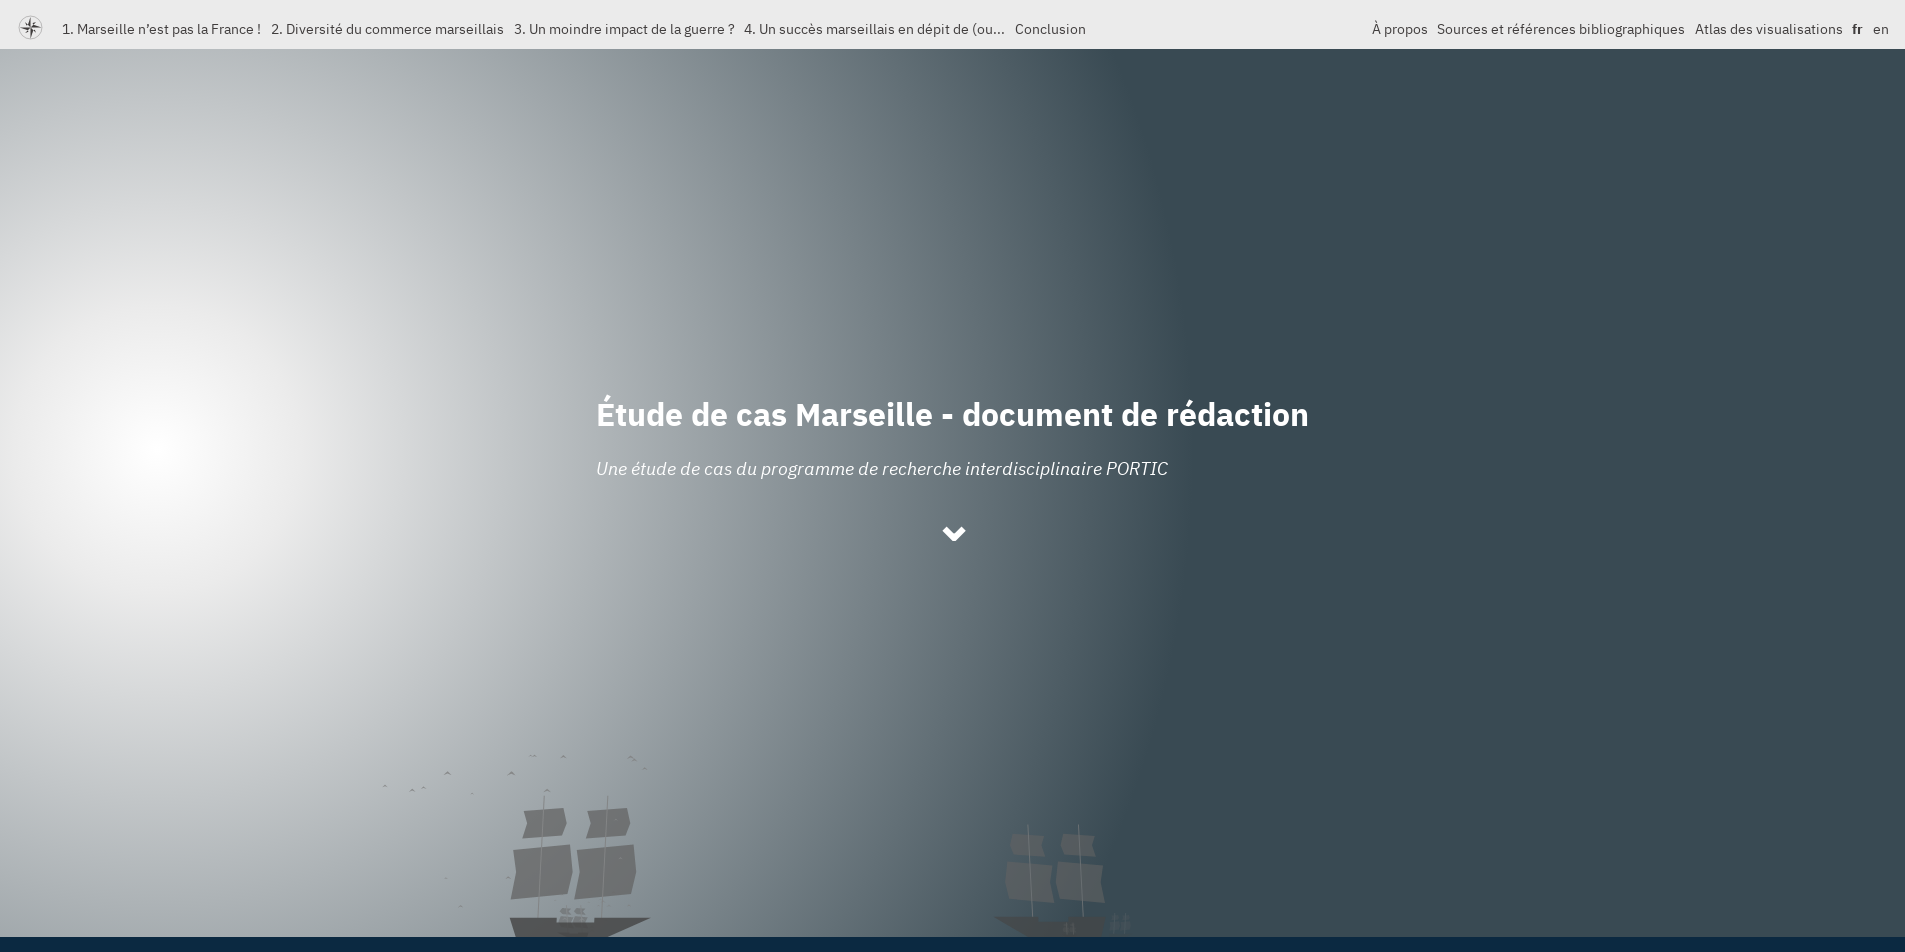 1. Marseille n’est pas la France ! 2. Diversité du commerce marseillais 3. Un moindre impact de la guerre ? 4. Un succès marseillais en dépit de (ou... Conclusion À propos Sources et références bibliographiques Atlas des visualisations fr en
Étude de cas Marseille - document de rédaction
Une étude de cas du programme de recherche interdisciplinaire PORTIC